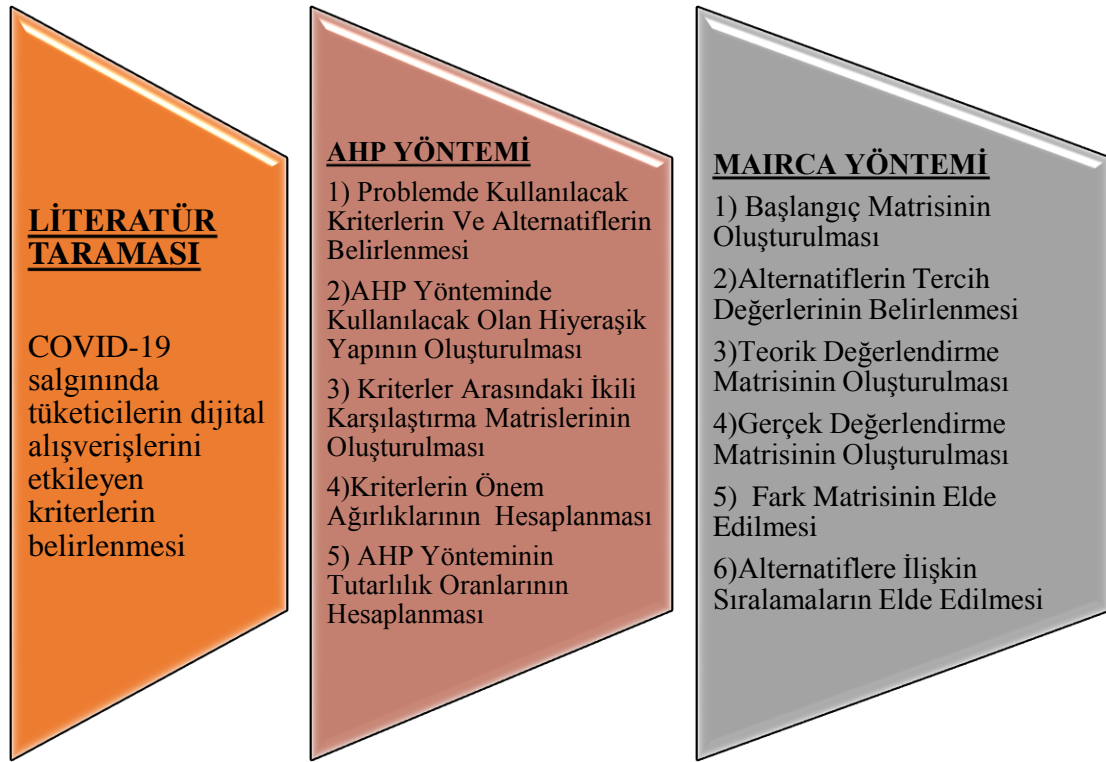 LİTERATÜR
TARAMASI
COVID-19
salgınında
tüketicilerin dijital
alışverişlerini
etkileyen
kriterlerin
belirlenmesi
AHP YÖNTEMİ
1) Problemde Kullanılacak
Kriterlerin Ve Alternatiflerin
Belirlenmesi
2)AHP Yönteminde
Kullanılacak Olan Hiyeraşik
Yapının Oluşturulması
3) Kriterler Arasındaki İkili
Karşılaştırma Matrislerinin
Oluşturulması
4)Kriterlerin Önem
Ağırlıklarının Hesaplanması
5) AHP Yönteminin
Tutarlılık Oranlarının
Hesaplanması
MAIRCA YÖNTEMİ
1) Başlangıç Matrisinin
Oluşturulması
2)Alternatiflerin Tercih
Değerlerinin Belirlenmesi
3)Teorik Değerlendirme
Matrisinin Oluşturulması
4)Gerçek Değerlendirme
Matrisinin Oluşturulması
5) Fark Matrisinin Elde
Edilmesi
6)Alternatiflere İlişkin
Sıralamaların Elde Edilmesi